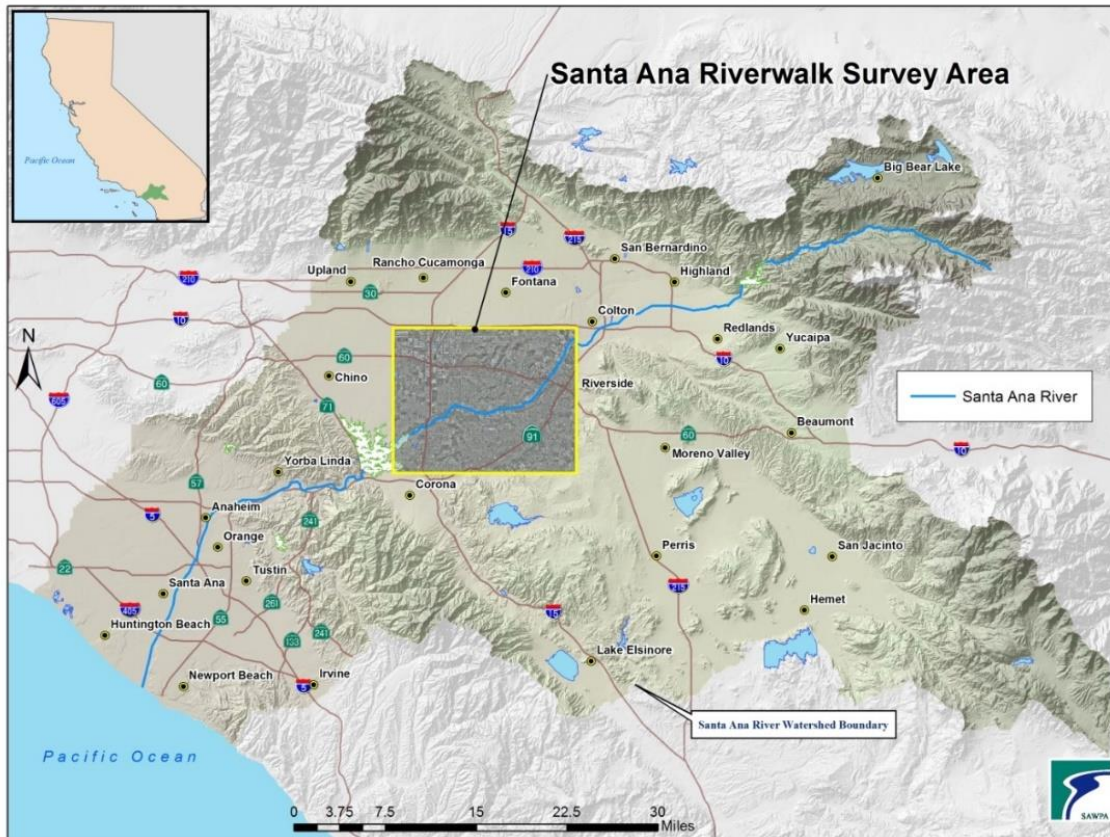 Santa Ana Riverwalk Survey Area
Pacific Ocean
Big Bear Lake
15
215
San Bernardino
Rancho Cucamonga
210
Highland
Upland
210
Fontana
30
10
Colton
Redlands
Yucaipa
N
60
10
60
Chino
Riverside
Santa Ana River
605
71
91
Beaumont
60
10
Moreno Valley
Yorba Linda
57
Corona
Anaheim
5
241
Orange
Perris
San Jacinto
22
Tustin
215
Santa Ana
261
405
55
15
Hemet
Huntington Beach
133
241
Lake Elsinore
Newport Beach
5
Irvine
Santa Ana River Watershed Boundary
Pacific Ocean
0 3.75 7.5 15 22.5 30
Miles
SAWPA